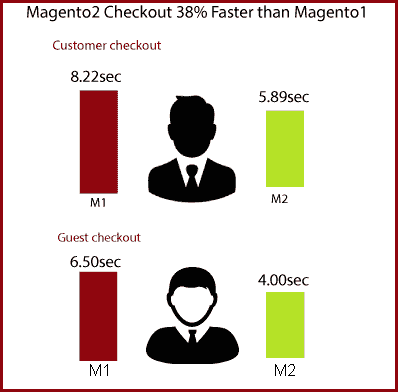 Magento2 Checkout 38% Faster than Magento1
Customer checkout
8.22sec
5.89sec
M1
M2
Guest checkout
6.50sec
4.00sec
M1
M2